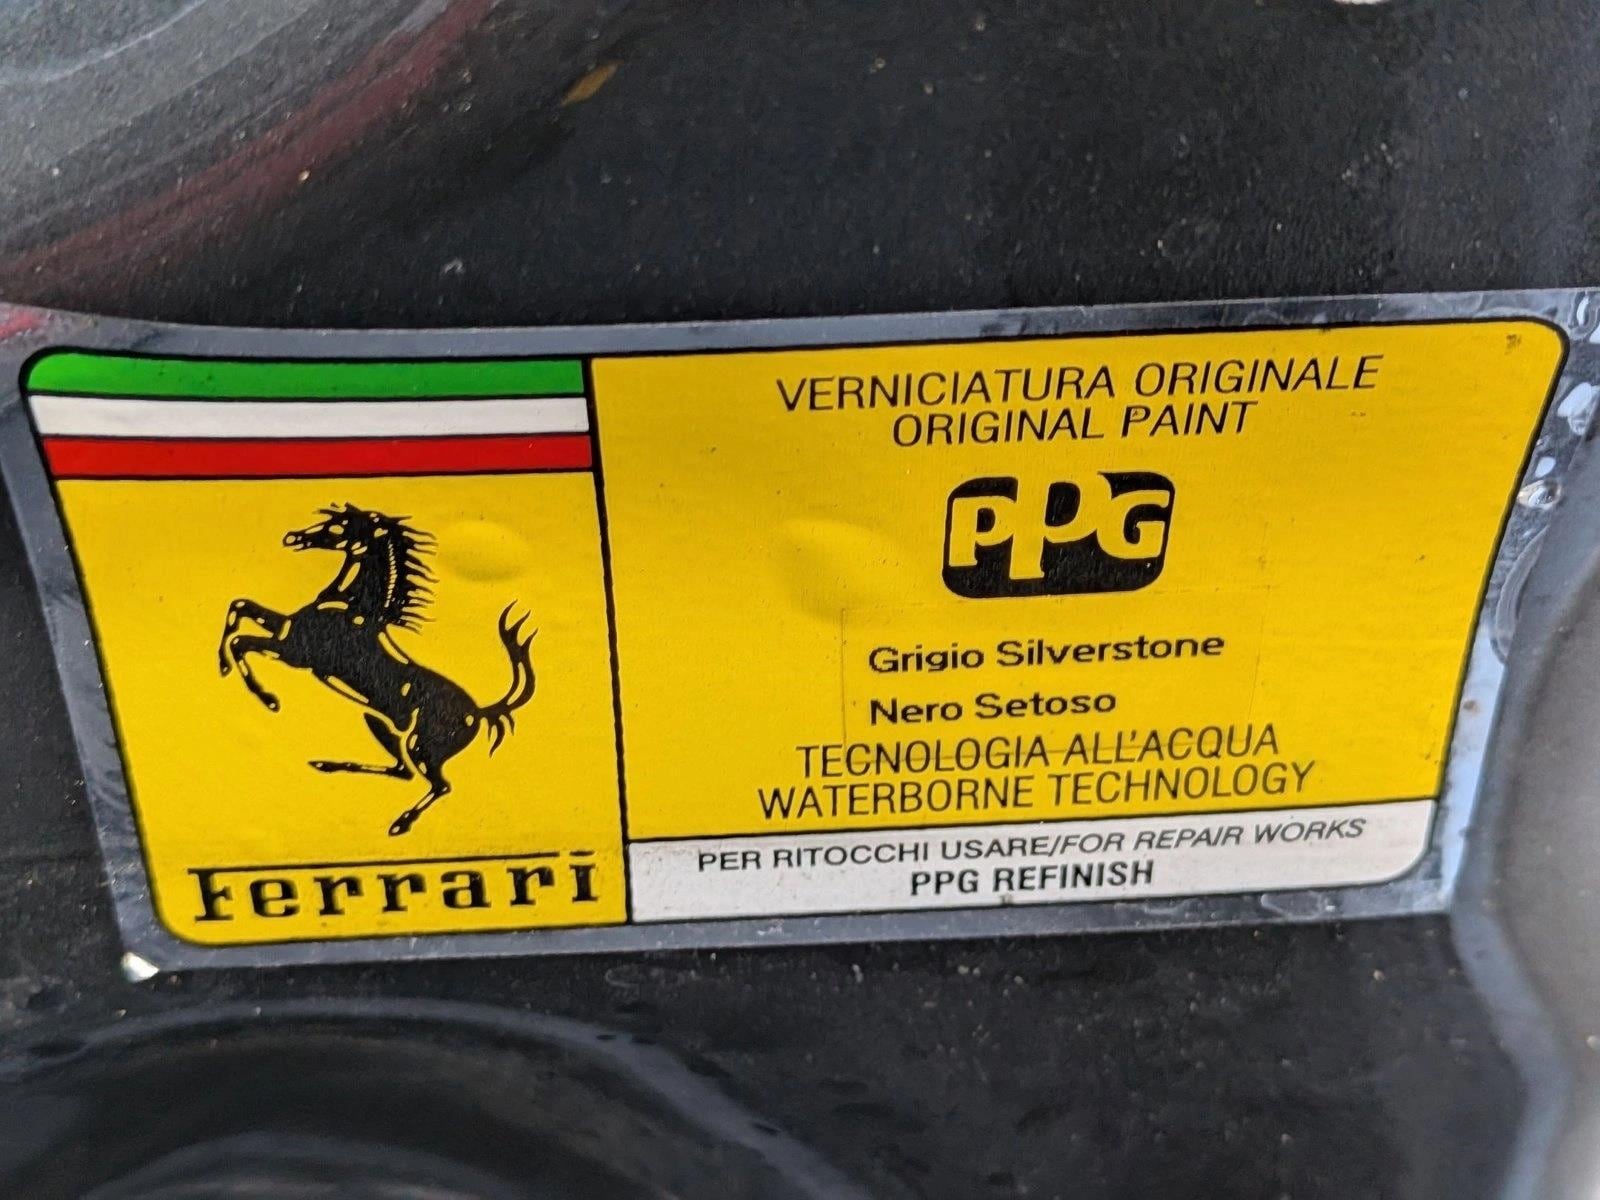 VERNICIATURA ORIGINALE
ORIGINAL PAINT
PPG
Grigio Silverstone
Nero Setoso
TECNOLOGIA ALL'ACQUA
WATERBORNE TECHNOLOGY
PER RITOCCHI USARE/FOR REPAIR WORKS
PPG REFINISH
Ferrari